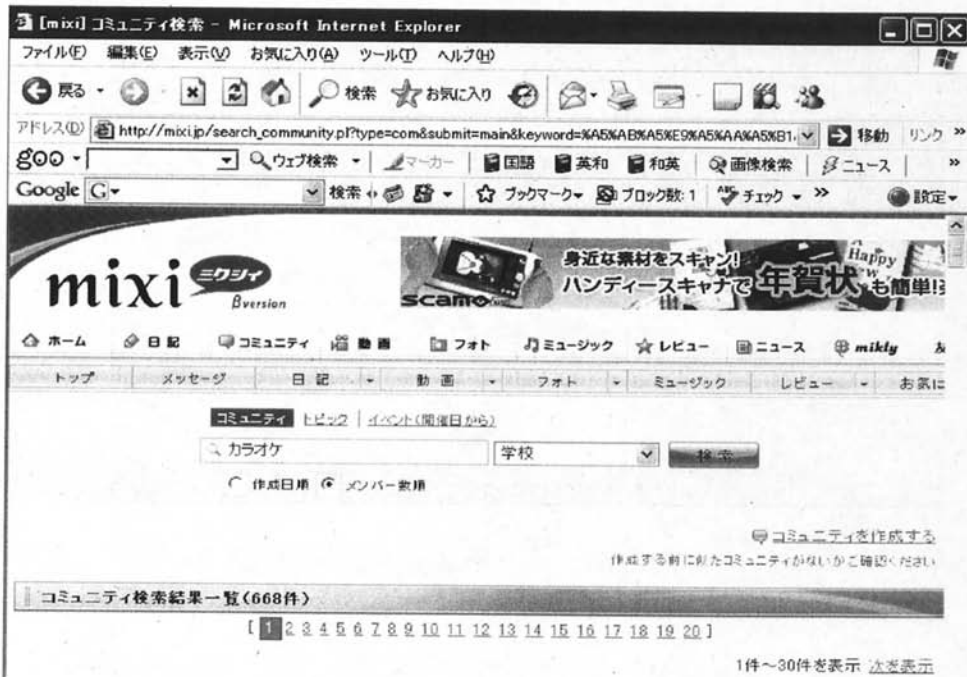 [mixi] コミュニティ検索 - Microsoft Internet Explorer
ファイル(F) 編集(E) 表示(V) お気に入り(A) ツール(T) ヘルプ(H)
戻る 検索 お気に入り
アドレス(D) http://mixi.jp/search_community.pl?type=com&submit=main&keyword=%A5%AB%A5%E9%A5%AA%A5%B1. 移動 リンク »
goo ウェブ検索 マーカー 国語 英和 和英 画像検索 ニュース »
Google G 検索 ブックマーク ブロック数: 1 ABC チェック » 設定
mixi ミクシィ
β version
scamo
身近な素材をスキャン!
ハンディースキャナで年賀状も簡単!
Happy
ホーム 日記 コミュニティ 動画 フォト ミュージック レビュー ニュース mikly
トップ メッセージ 日記 動画 フォト ミュージック レビュー お気に
コミュニティ トピック イベント(開催日から)
カラオケ 学校 検索
作成日順 メンバー数順
コミュニティを作成する
作成する前に似たコミュニティがないかご確認ください
コミュニティ検索結果一覧(668件)
[ 1 2 3 4 5 6 7 8 9 10 11 12 13 14 15 16 17 18 19 20 ]
1件~30件を表示 次を表示